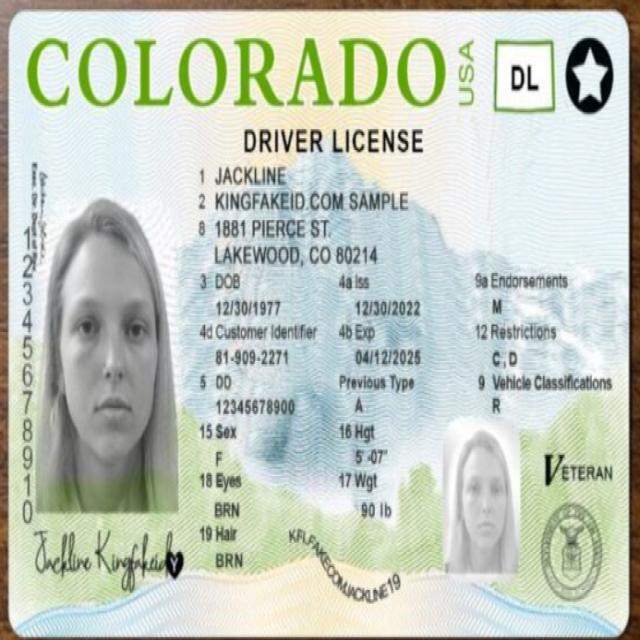 COLORADO USA DL
DRIVER LICENSE
1 JACKLINE
2 KINGFAKEID.COM SAMPLE
8 1881 PIERCE ST.
LAKEWOOD, CO 80214
3 DOB 4a Iss 9a Endorsements
12/30/1977 12/30/2022 M
4d Customer Identifier 4b Exp 12 Restrictions
81-909-2271 04/12/2025 C, D
5 DD Previous Type 9 Vehicle Classifications
12345678900 A R
15 Sex 16 Hgt
F 5'-07"
18 Eyes 17 Wgt
BRN 90 lb
19 Hair
BRN
VETERAN
1
2
3
4
5
6
7
8
9
1
0
Jackline Kingfakeid
KFLFAKE.COMJACKLINE19